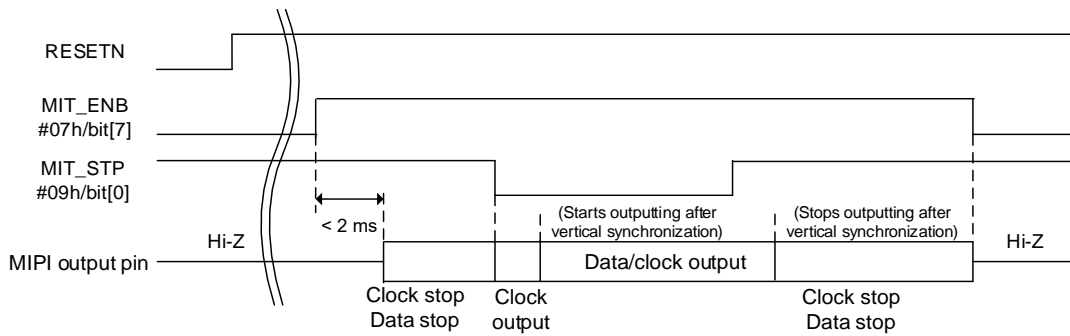 RESETN
MIT_ENB
#07h/bit[7]
MIT_STP
#09h/bit[0]
< 2 ms
(Starts outputting after
vertical synchronization)
(Stops outputting after
vertical synchronization)
Hi-Z
Hi-Z
MIPI output pin
Data/clock output
Clock stop
Data stop
Clock
output
Clock stop
Data stop